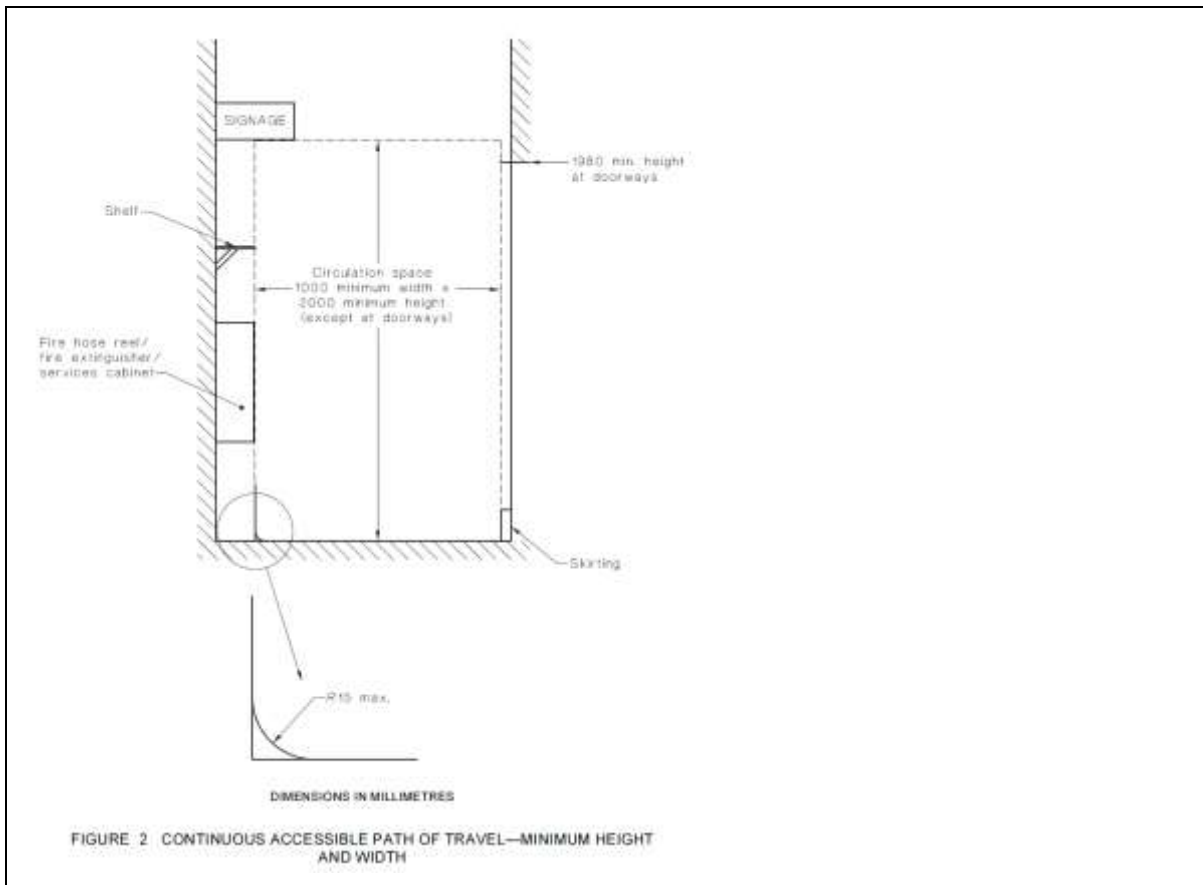 SIGNAGE
1980 min. height
at doorways
Shelf
Circulation space
1000 minimum width ×
2000 minimum height
(except at doorways)
Fire hose reel/
fire extinguisher/
services cabinet
Skirting
R15 max.
DIMENSIONS IN MILLIMETRES
FIGURE 2 CONTINUOUS ACCESSIBLE PATH OF TRAVEL—MINIMUM HEIGHT
AND WIDTH